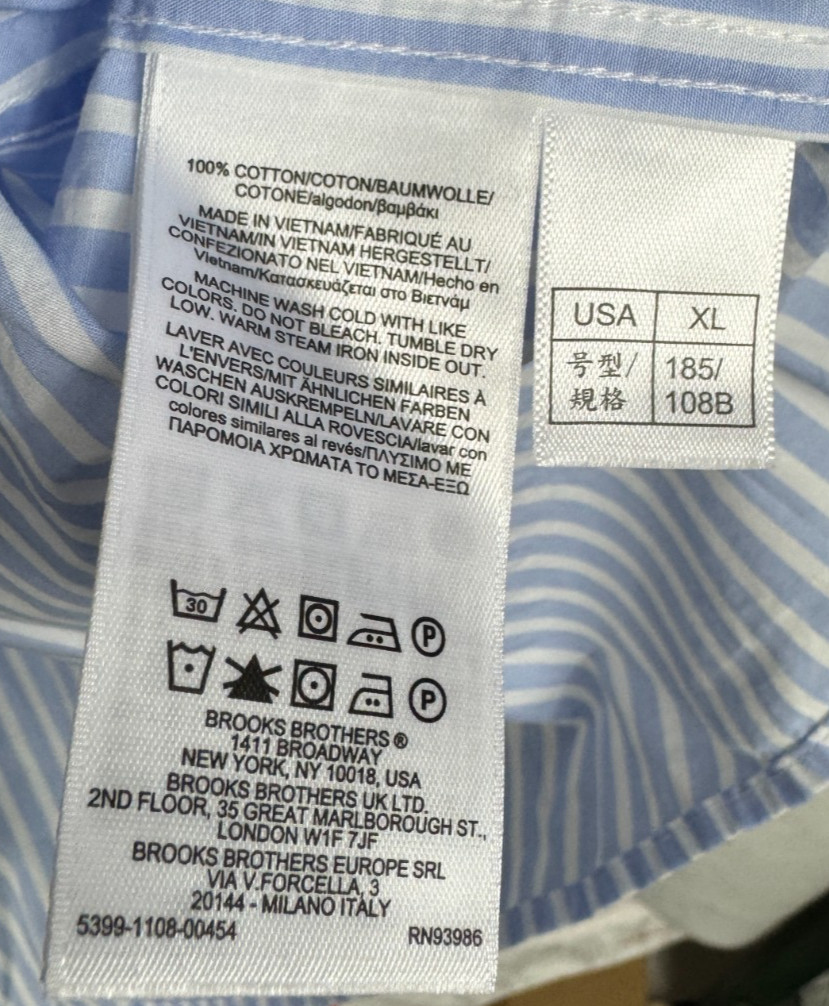 100% COTTON/COTON/BAUMWOLLE/
COTONE/algodon/βαμβάκι
MADE IN VIETNAM/FABRIQUÉ AU
VIETNAM/IN VIETNAM HERGESTELLT/
CONFEZIONATO NEL VIETNAM/Hecho en
Vietnam/Κατασκευάζεται στο Βιετνάμ
MACHINE WASH COLD WITH LIKE
COLORS. DO NOT BLEACH. TUMBLE DRY
LOW. WARM STEAM IRON INSIDE OUT.
LAVER AVEC COULEURS SIMILAIRES À
L'ENVERS/MIT ÄHNLICHEN FARBEN
WASCHEN AUSKREMPELN/LAVARE CON
COLORI SIMILI ALLA ROVESCIA/lavar con
colores similares al revés/ΠΛΥΣΙΜΟ ΜΕ
ΠΑΡΟΜΟΙΑ ΧΡΩΜΑΤΑ ΤΟ ΜΕΣΑ-ΕΞΩ
30 P
P
BROOKS BROTHERS ®
1411 BROADWAY
NEW YORK, NY 10018, USA
BROOKS BROTHERS UK LTD.
2ND FLOOR, 35 GREAT MARLBOROUGH ST.,
LONDON W1F 7JF
BROOKS BROTHERS EUROPE SRL
VIA V.FORCELLA, 3
20144 - MILANO ITALY
5399-1108-00454 RN93986
USA XL
号型/ 185/
規格 108B